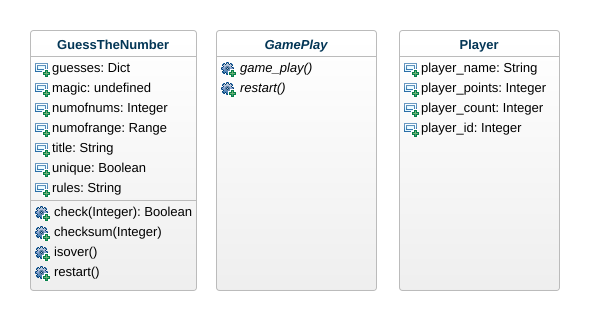 GuessTheNumber
guesses: Dict
magic: undefined
numofnums: Integer
numofrange: Range
title: String
unique: Boolean
rules: String
check(Integer): Boolean
checksum(Integer)
isover()
restart()
GamePlay
game_play()
restart()
Player
player_name: String
player_points: Integer
player_count: Integer
player_id: Integer